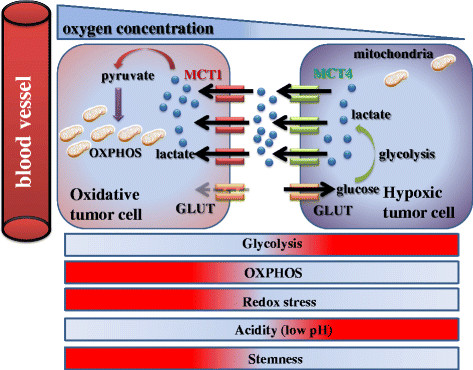 oxygen concentration
blood vessel
pyruvate
MCT1
MCT4
mitochondria
lactate
OXPHOS
lactate
glycolysis
Oxidative
tumor cell
GLUT
glucose
GLUT
Hypoxic
tumor cell
Glycolysis
OXPHOS
Redox stress
Acidity (low pH)
Stemness